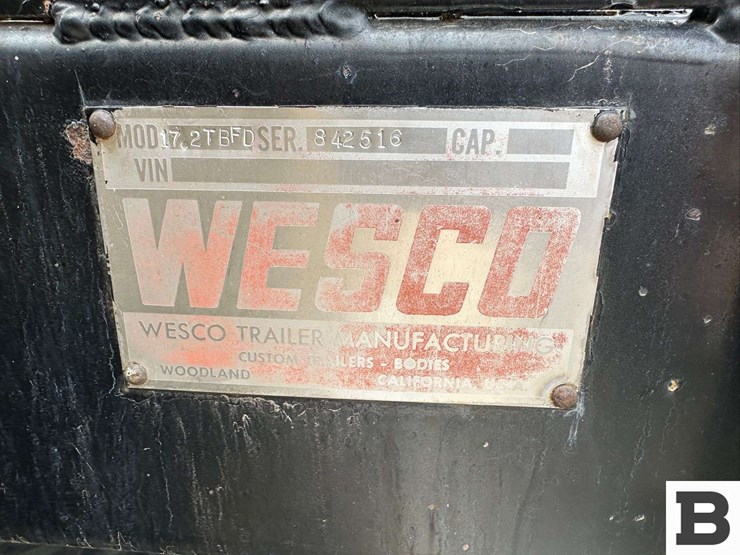 MOD 17.2TBFD SER. 842516 CAP.
VIN
WESCO
WESCO TRAILER MANUFACTURING
CUSTOM TRAILERS - BODIES
WOODLAND CALIFORNIA, U.S.A.
B